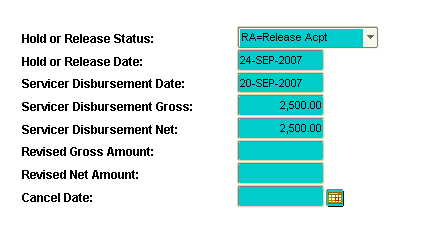 Hold or Release Status: RA=Release Acpt
Hold or Release Date: 24-SEP-2007
Servicer Disbursement Date: 20-SEP-2007
Servicer Disbursement Gross: 2,500.00
Servicer Disbursement Net: 2,500.00
Revised Gross Amount:
Revised Net Amount:
Cancel Date: